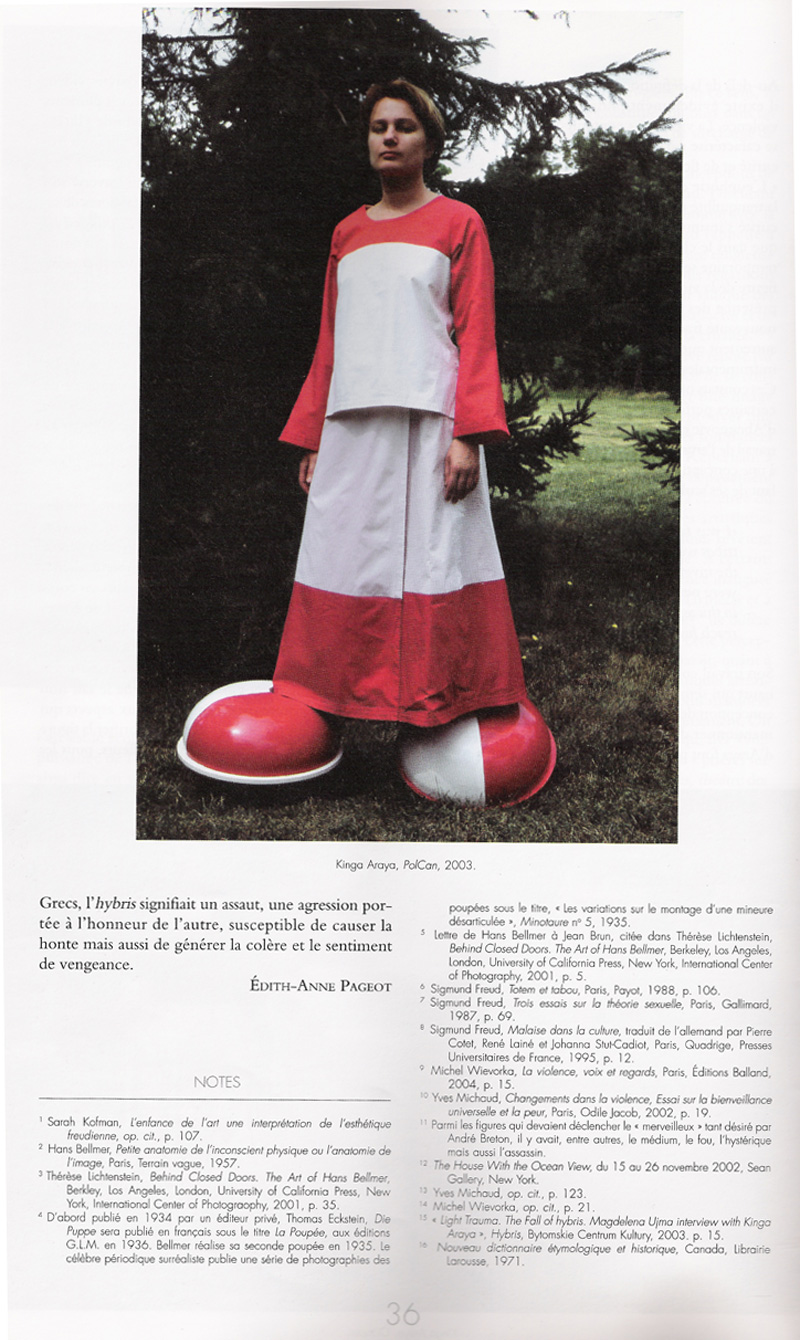 Kinga Araya, PolCan, 2003.
Grecs, l'hybris signifiait un assaut, une agression por-
tée à l'honneur de l'autre, susceptible de causer la
honte mais aussi de générer la colère et le sentiment
de vengeance.
ÉDITH-ANNE PAGEOT
NOTES
1 Sarah Kofman, L'enfance de l'art une interprétation de l'esthétique
freudienne, op. cit., p. 107.
2 Hans Bellmer, Petite anatomie de l'inconscient physique ou l'anatomie de
l'image, Paris, Terrain vague, 1957.
3 Thérèse Lichtenstein, Behind Closed Doors. The Art of Hans Bellmer,
Berkley, Los Angeles, London, University of California Press, New
York, International Center of Photograophy, 2001, p. 35.
4 D'abord publié en 1934 par un éditeur privé, Thomas Eckstein, Die
Puppe sera publié en français sous le titre La Poupée, aux éditions
G.L.M. en 1936. Bellmer réalise sa seconde poupée en 1935. Le
célèbre périodique surréaliste publie une série de photographies des
poupées sous le titre, « Les variations sur le montage d'une mineure
désarticulée », Minotaure nº 5, 1935.
5 Lettre de Hans Bellmer à Jean Brun, citée dans Thérèse Lichtenstein,
Behind Closed Doors. The Art of Hans Bellmer, Berkeley, Los Angeles,
London, University of California Press, New York, International Center
of Photography, 2001, p. 5.
6 Sigmund Freud, Totem et tabou, Paris, Payot, 1988, p. 106.
7 Sigmund Freud, Trois essais sur la théorie sexuelle, Paris, Gallimard,
1987, p. 69.
8 Sigmund Freud, Malaise dans la culture, traduit de l'allemand par Pierre
Cotet, René Lainé et Johanna Stut-Cadiot, Paris, Quadrige, Presses
Universitaires de France, 1995, p. 12.
9 Michel Wievorka, La violence, voix et regards, Paris, Éditions Balland,
2004, p. 15.
10 Yves Michaud, Changements dans la violence, Essai sur la bienveillance
universelle et la peur, Paris, Odile Jacob, 2002, p. 19.
11 Parmi les figures qui devaient déclencher le « merveilleux » tant désiré par
André Breton, il y avait, entre autres, le médium, le fou, l'hystérique
mais aussi l'assassin.
12 The House With the Ocean View, du 15 au 26 novembre 2002, Sean
Gallery, New York.
13 Yves Michaud, op. cit., p. 123.
14 Michel Wievorka, op. cit., p. 21.
15 « Light Trauma. The Fall of hybris. Magdelena Ujma interview with Kinga
Araya », Hybris, Bytomskie Centrum Kultury, 2003. p. 15.
16 Nouveau dictionnaire étymologique et historique, Canada, Librairie
Larousse, 1971.
36